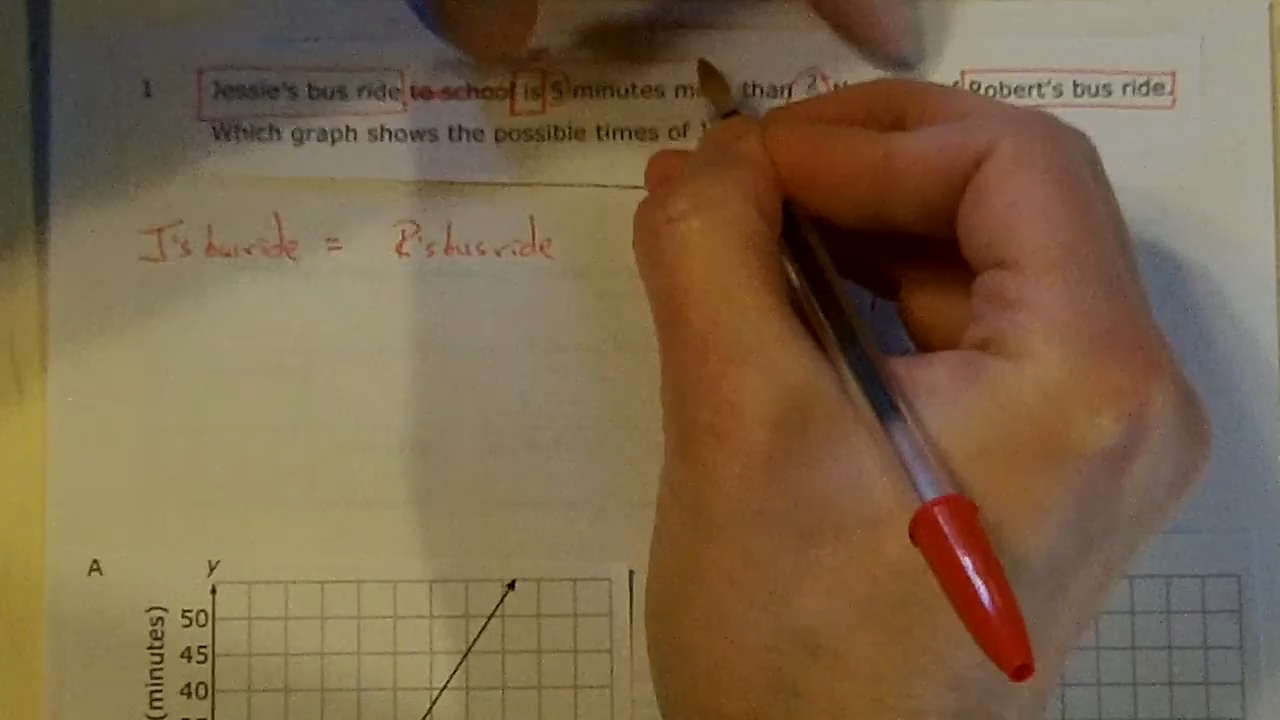 1 Jessie's bus ride to school is 5 minutes than 2 Robert's bus ride.
Which graph shows the possible times of
J's bus ride = R's bus ride
A y
50
45
40
(minutes)